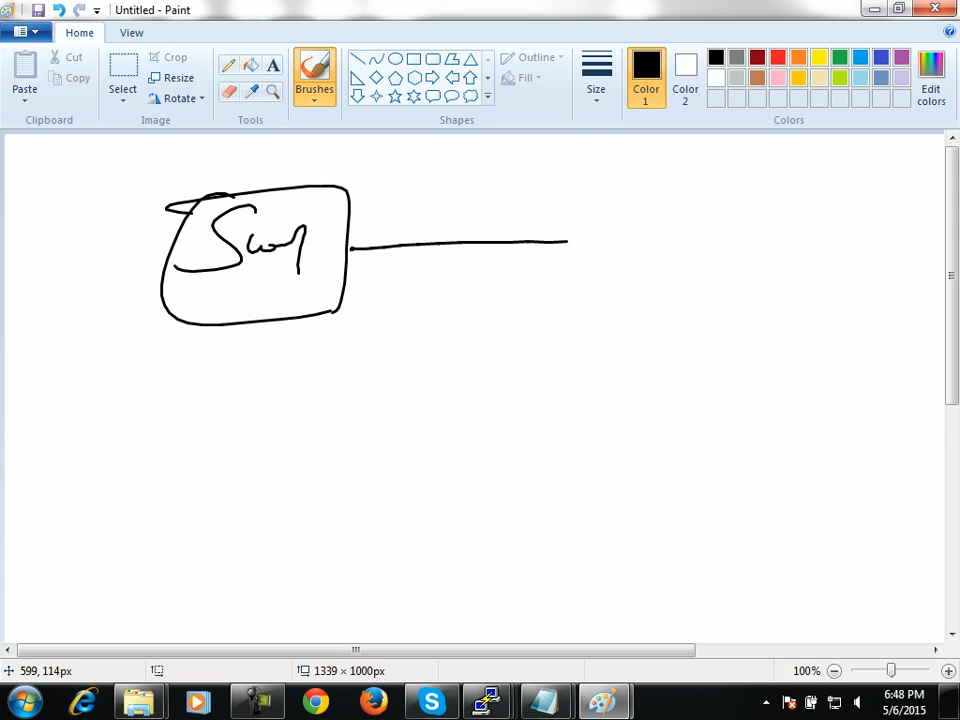 Untitled - Paint
Home
View
Paste
Cut
Copy
Clipboard
Select
Crop
Resize
Rotate
Image
A
Tools
Brushes
Shapes
Outline
Fill
Size
Color 1
Color 2
Edit colors
Colors
599, 114px
1339 × 1000px
100%
6:48 PM
5/6/2015